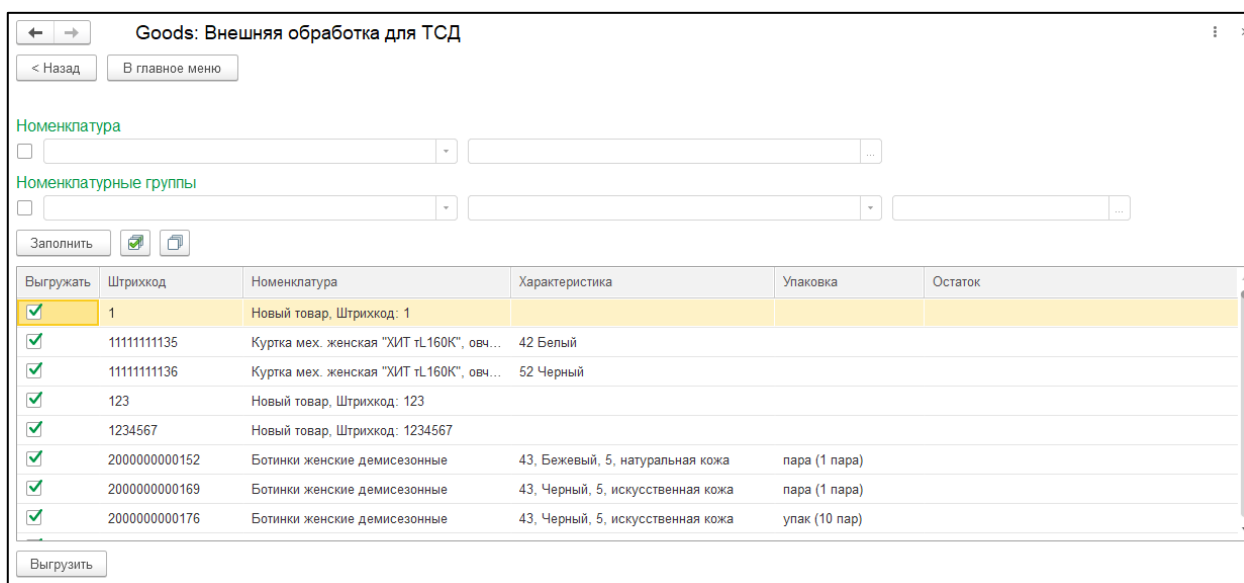 Goods: Внешняя обработка для ТСД
< Назад В главное меню
Номенклатура
Номенклатурные группы
Заполнить
Выгружать Штрихкод Номенклатура Характеристика Упаковка Остаток
1 Новый товар, Штрихкод: 1
11111111135 Куртка мех. женская "ХИТ тL160К", овч... 42 Белый
11111111136 Куртка мех. женская "ХИТ тL160К", овч... 52 Черный
123 Новый товар, Штрихкод: 123
1234567 Новый товар, Штрихкод: 1234567
2000000000152 Ботинки женские демисезонные 43, Бежевый, 5, натуральная кожа пара (1 пара)
2000000000169 Ботинки женские демисезонные 43, Черный, 5, искусственная кожа пара (1 пара)
2000000000176 Ботинки женские демисезонные 43, Черный, 5, искусственная кожа упак (10 пар)
Выгрузить